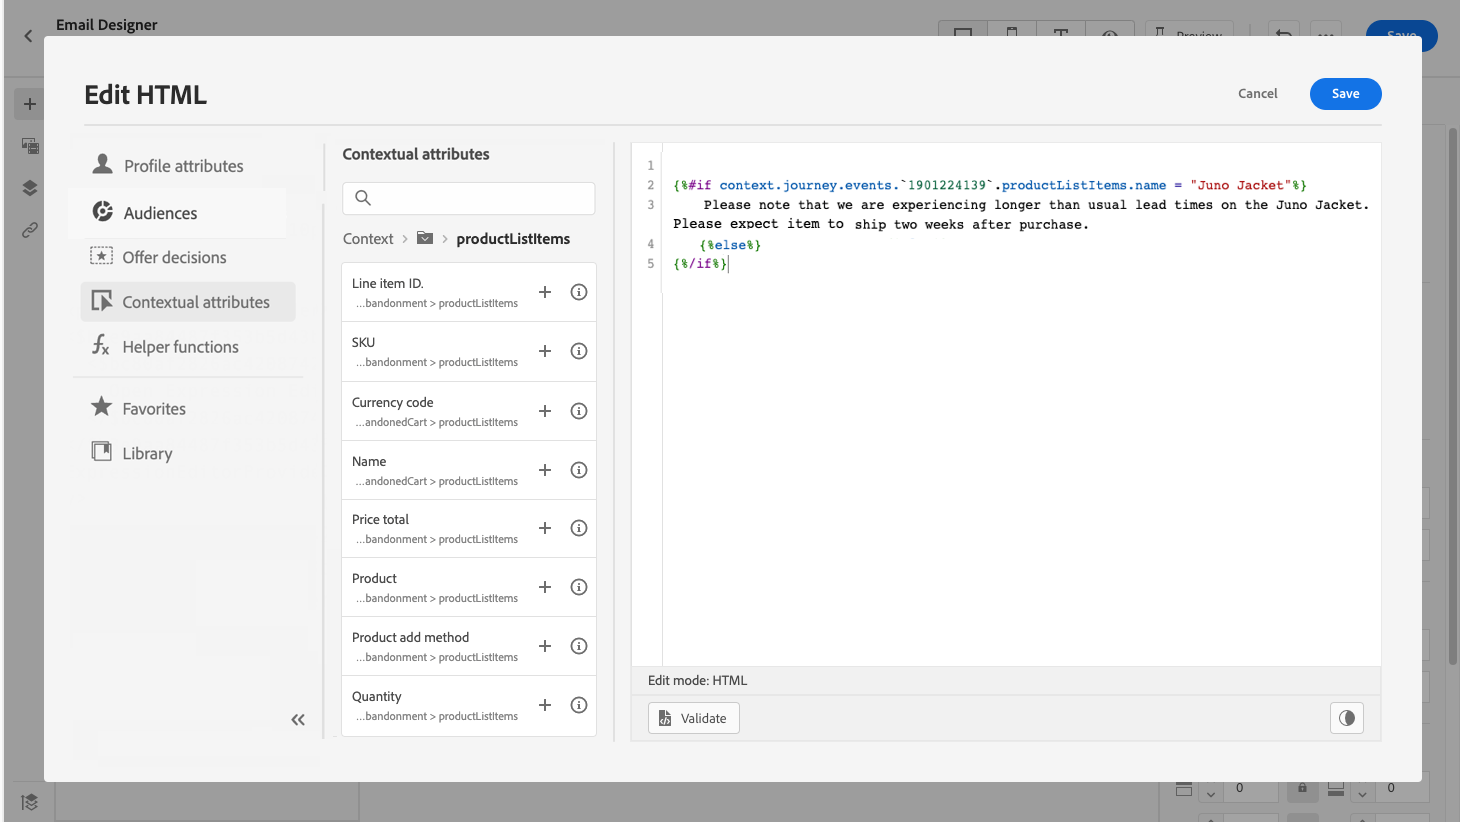 Email Designer
Preview
Save
Edit HTML
Cancel
Save
Profile attributes
Audiences
Offer decisions
Contextual attributes
Helper functions
Favorites
Library
Contextual attributes
Context > productListItems
Line item ID.
...bandonment > productListItems
SKU
...bandonment > productListItems
Currency code
...andonedCart > productListItems
Name
...andonedCart > productListItems
Price total
...bandonment > productListItems
Product
...bandonment > productListItems
Product add method
...bandonment > productListItems
Quantity
...bandonment > productListItems
1
2 {%#if context.journey.events.`1901224139`.productListItems.name = "Juno Jacket"%}
3 Please note that we are experiencing longer than usual lead times on the Juno Jacket.
Please expect item to ship two weeks after purchase.
4 {%else%}
5 {%/if%}
Edit mode: HTML
Validate
0
0